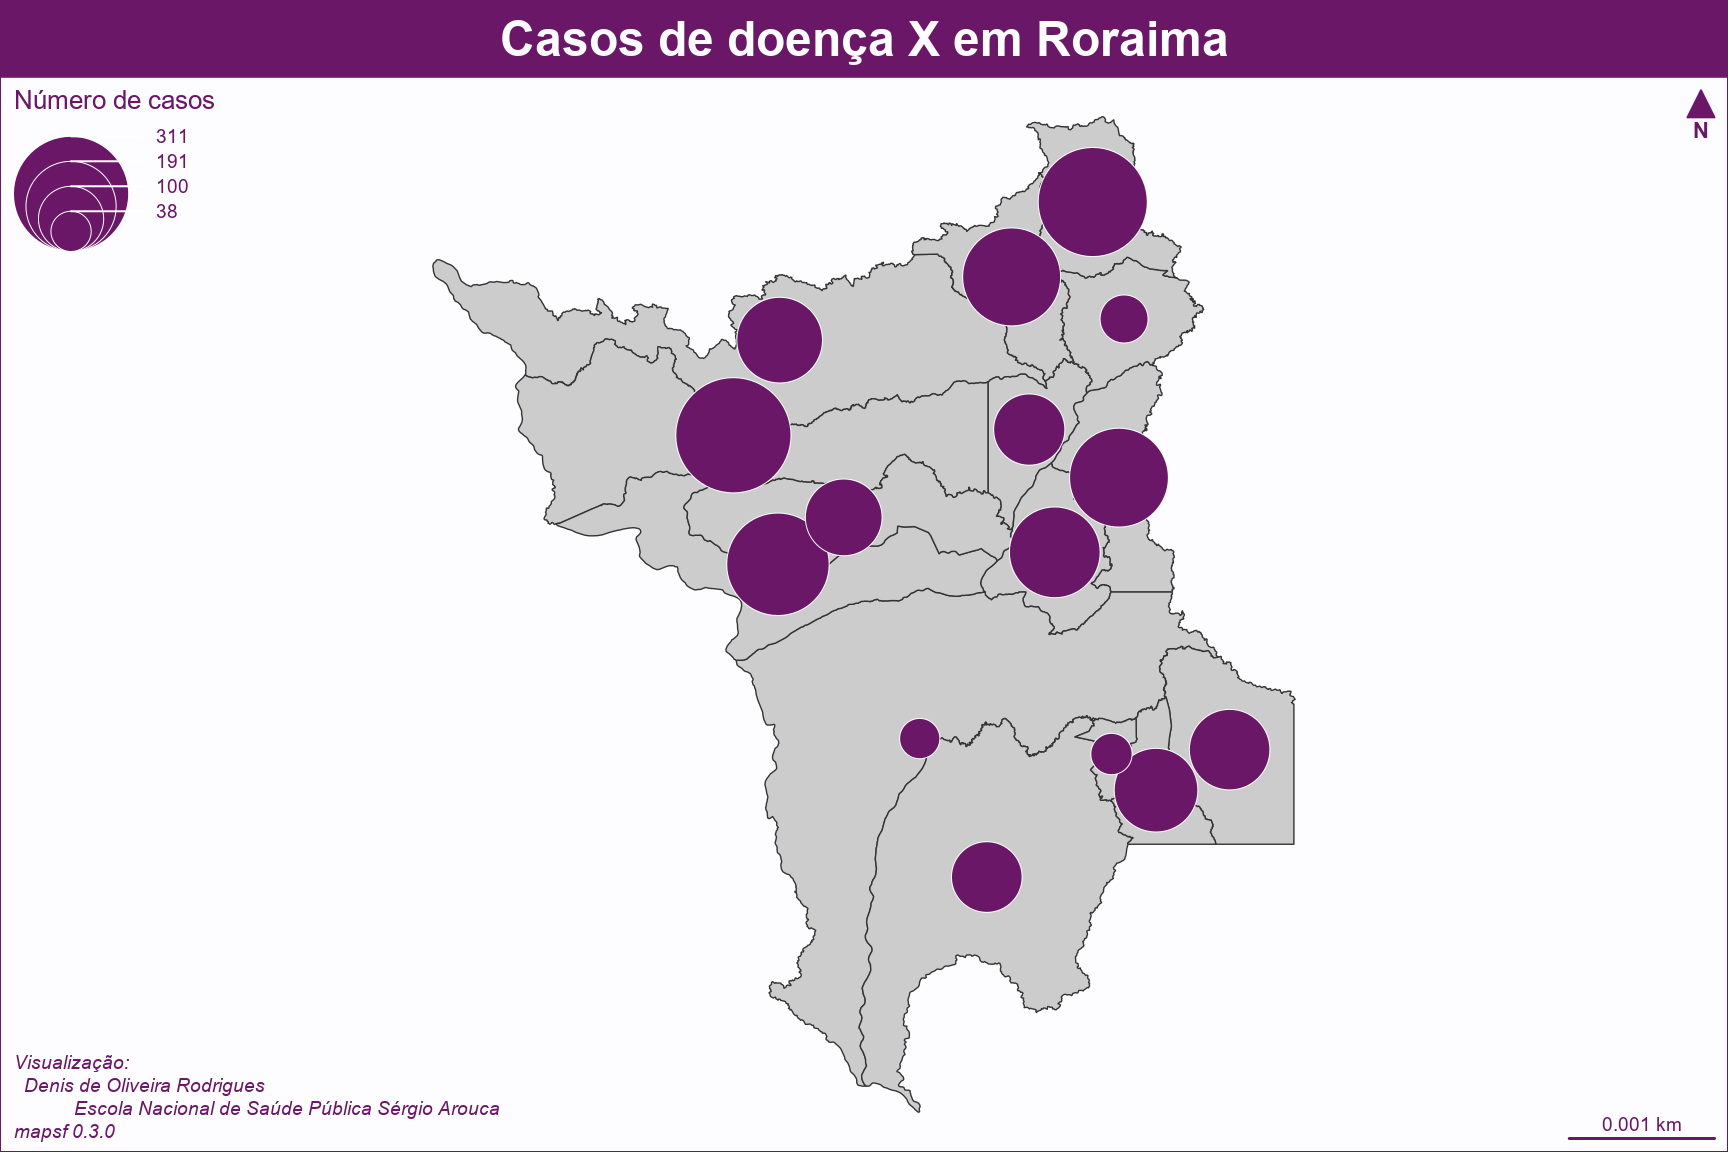 Casos de doença X em Roraima
Número de casos
311
191
100
38
N
Visualização:
Denis de Oliveira Rodrigues
Escola Nacional de Saúde Pública Sérgio Arouca
mapsf 0.3.0
0.001 km